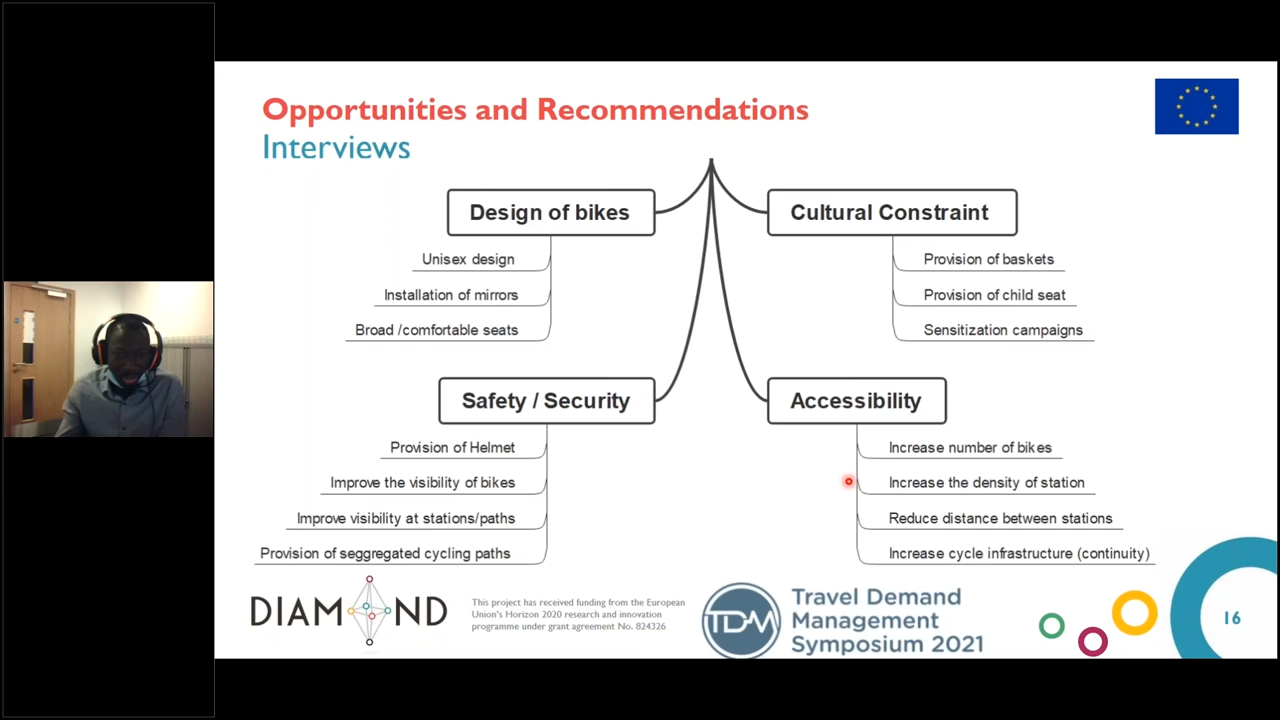 Opportunities and Recommendations
Interviews
Design of bikes
Unisex design
Installation of mirrors
Broad /comfortable seats
Cultural Constraint
Provision of baskets
Provision of child seat
Sensitization campaigns
Safety / Security
Provision of Helmet
Improve the visibility of bikes
Improve visibility at stations/paths
Provision of seggregated cycling paths
Accessibility
Increase number of bikes
Increase the density of station
Reduce distance between stations
Increase cycle infrastructure (continuity)
DIAMOND
This project has received funding from the European
Union's Horizon 2020 research and innovation
programme under grant agreement No. 824326
TDM
Travel Demand
Management
Symposium 2021
16